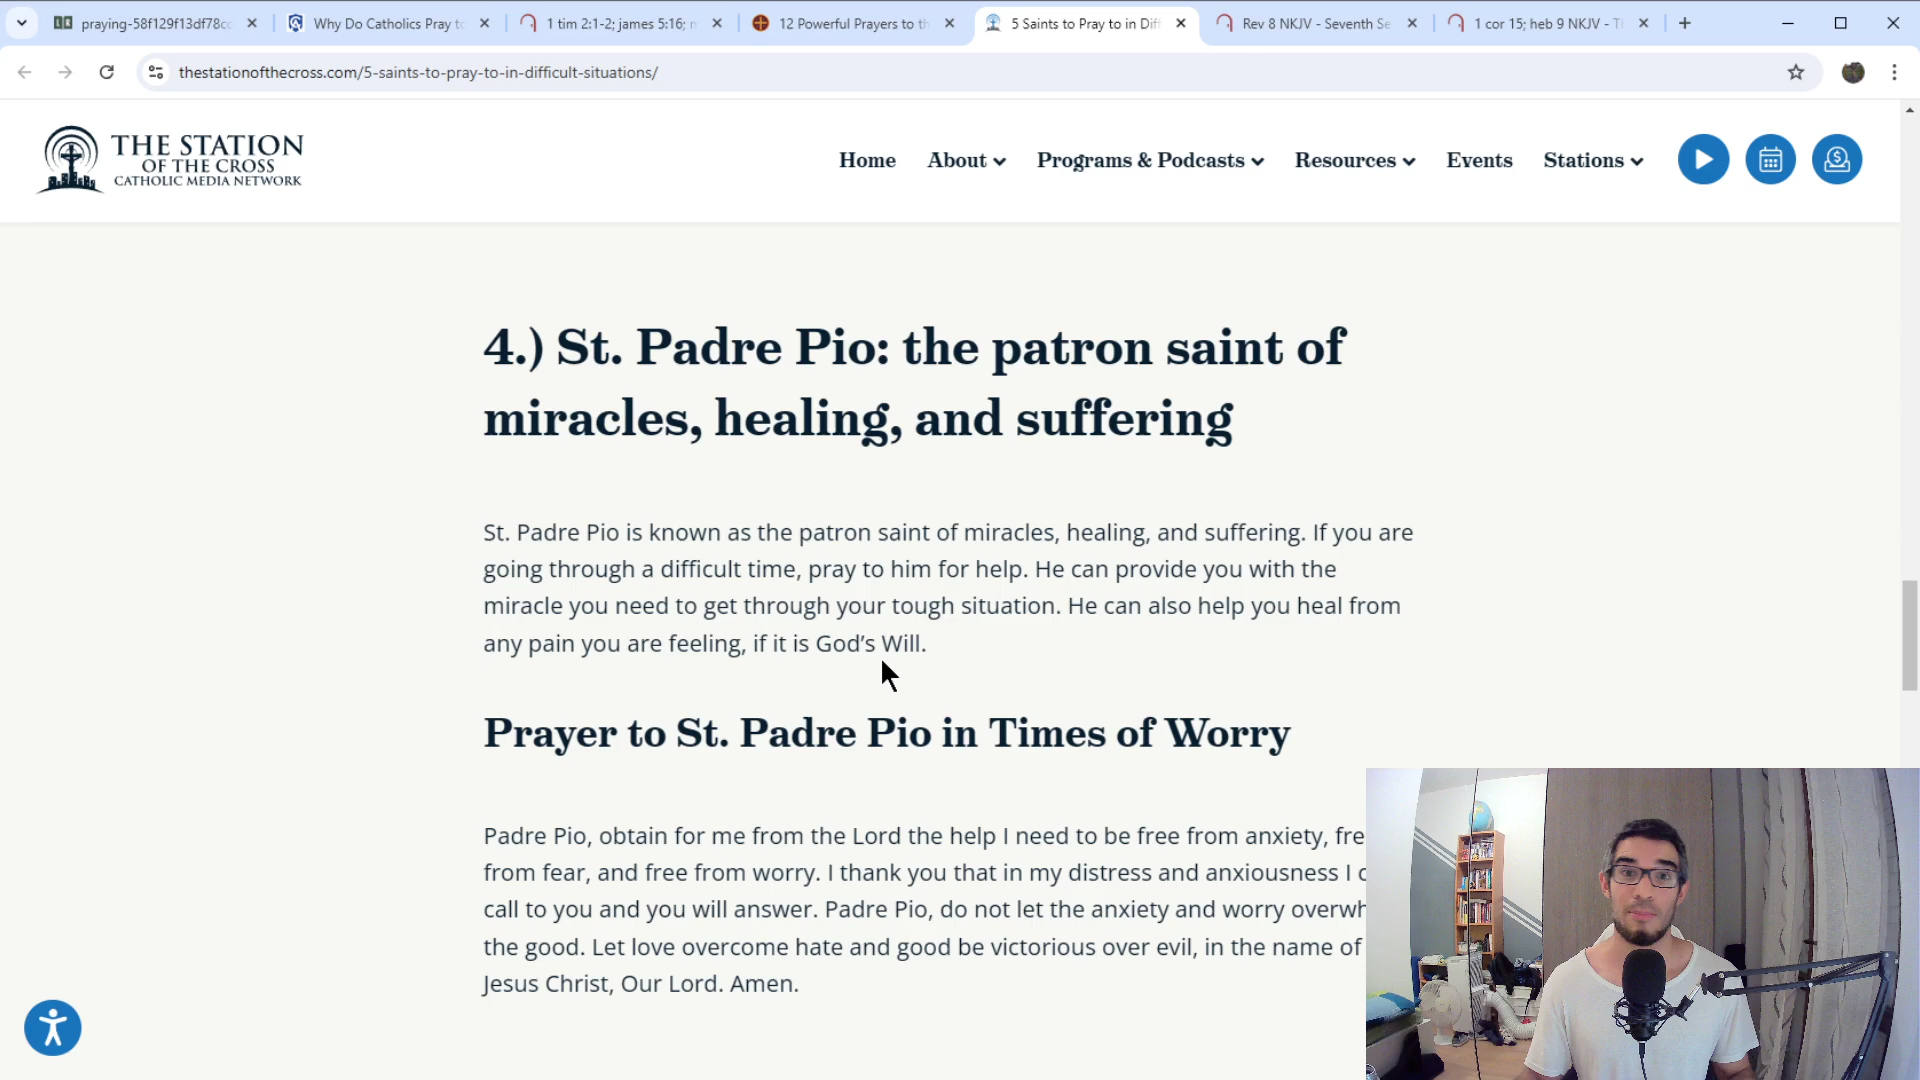 praying-58f129f13df78cc
Why Do Catholics Pray to
1 tim 2:1-2; james 5:16;
12 Powerful Prayers to th
5 Saints to Pray to in Diff
Rev 8 NKJV - Seventh Se
1 cor 15; heb 9 NKJV - T
thestationofthecross.com/5-saints-to-pray-to-in-difficult-situations/
THE STATION
OF THE CROSS
CATHOLIC MEDIA NETWORK
Home
About
Programs & Podcasts
Resources
Events
Stations
4.) St. Padre Pio: the patron saint of
miracles, healing, and suffering
St. Padre Pio is known as the patron saint of miracles, healing, and suffering. If you are
going through a difficult time, pray to him for help. He can provide you with the
miracle you need to get through your tough situation. He can also help you heal from
any pain you are feeling, if it is God’s Will.
Prayer to St. Padre Pio in Times of Worry
Padre Pio, obtain for me from the Lord the help I need to be free from anxiety, fre
from fear, and free from worry. I thank you that in my distress and anxiousness I c
call to you and you will answer. Padre Pio, do not let the anxiety and worry overwh
the good. Let love overcome hate and good be victorious over evil, in the name of
Jesus Christ, Our Lord. Amen.